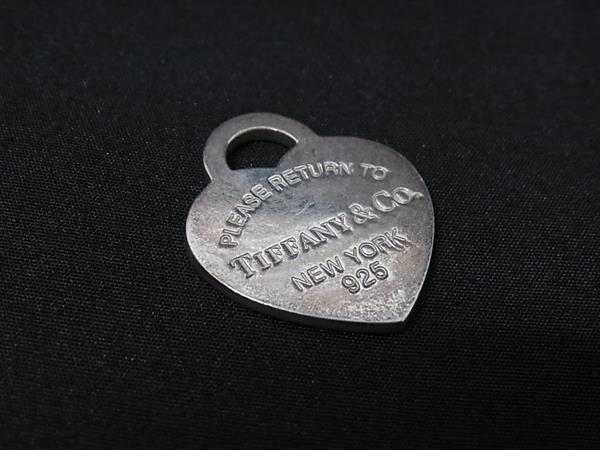 PLEASE RETURN TO
TIFFANY & CO.
NEW YORK
925